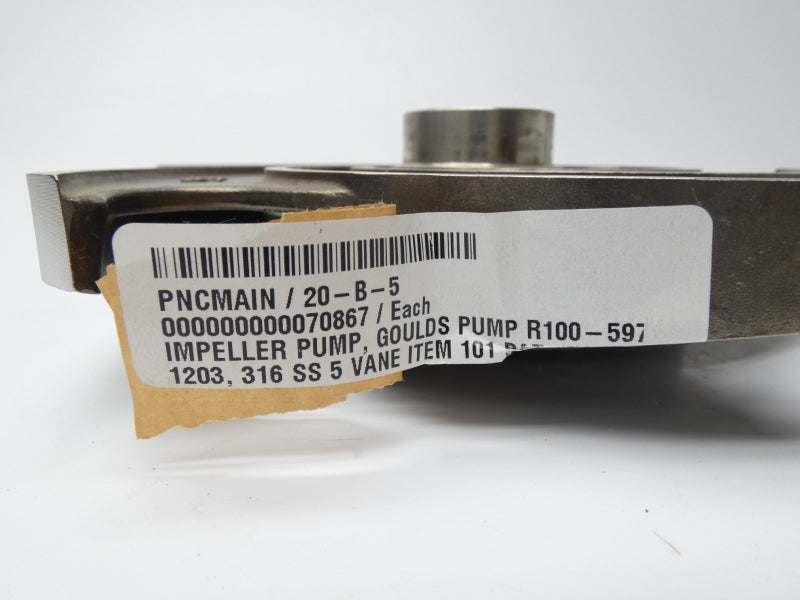 PNCMAIN / 20-B-5
000000000070867 / Each
IMPELLER PUMP, GOULDS PUMP R100-597
1203, 316 SS 5 VANE ITEM 101